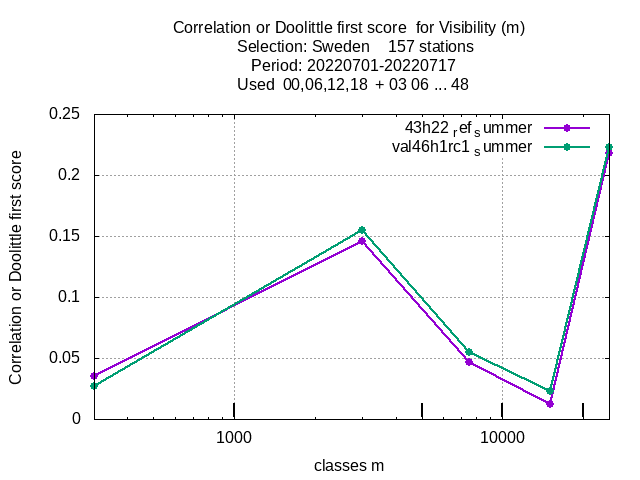 Correlation or Doolittle first score  for Visibility (m)
Selection: Sweden    157 stations
Period: 20220701-20220717
Used  00,06,12,18  + 03 06 ... 48
43h22 ref summer
val46h1rc1 summer
Correlation or Doolittle first score
0.25
0.2
0.15
0.1
0.05
0
1000
10000
classes m